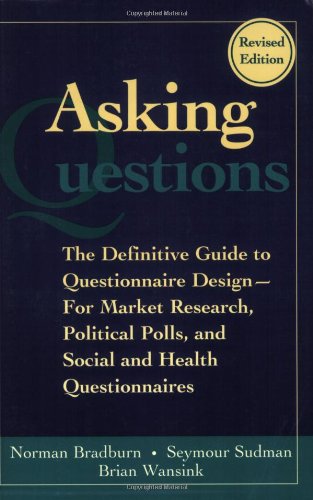 Revised
Edition
Asking
Questions
The Definitive Guide to
Questionnaire Design—
For Market Research,
Political Polls, and
Social and Health
Questionnaires
Norman Bradburn • Seymour Sudman
Brian Wansink